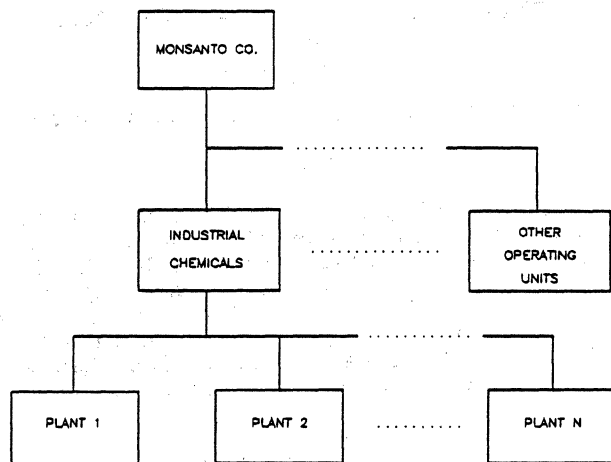 MONSANTO CO.
INDUSTRIAL
CHEMICALS
OTHER
OPERATING
UNITS
PLANT 1
PLANT 2
PLANT N